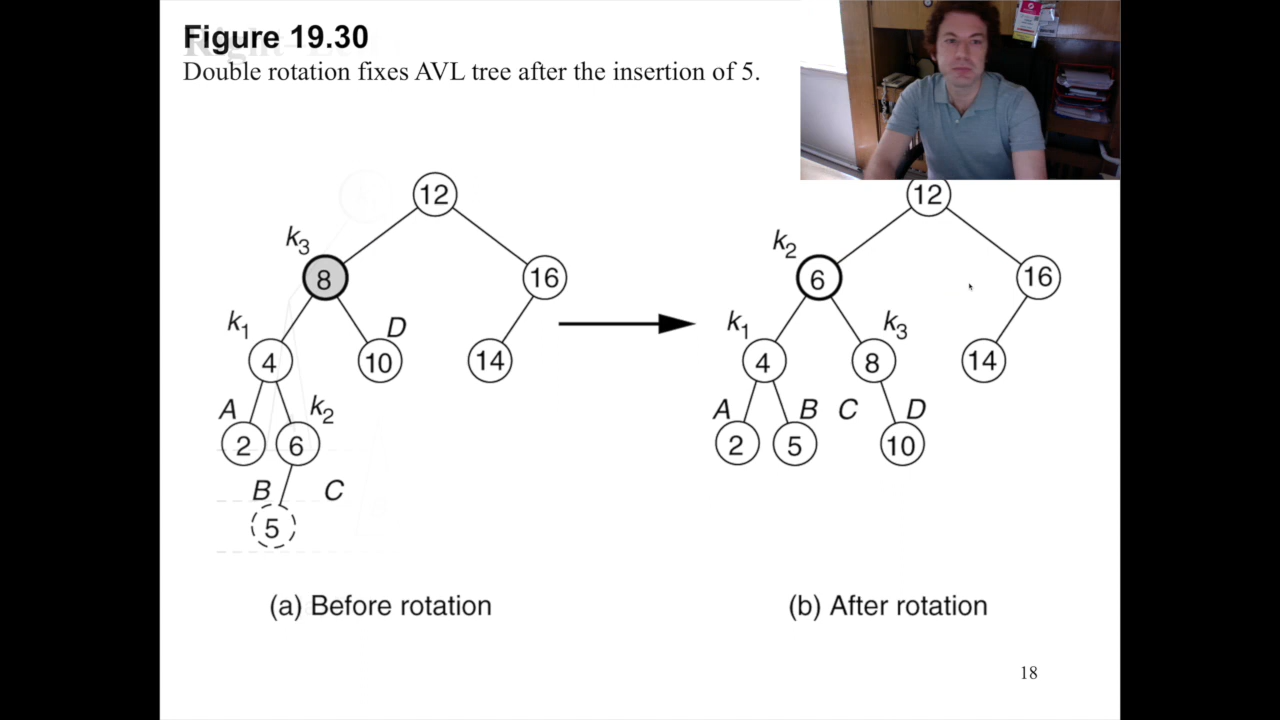 Figure 19.30
Double rotation fixes AVL tree after the insertion of 5.
12
k3
8
16
k1
D
4
10
14
A
k2
2
6
B
C
5
12
k2
6
16
k1
k3
4
8
14
A
B
C
D
2
5
10
(a) Before rotation
(b) After rotation
18